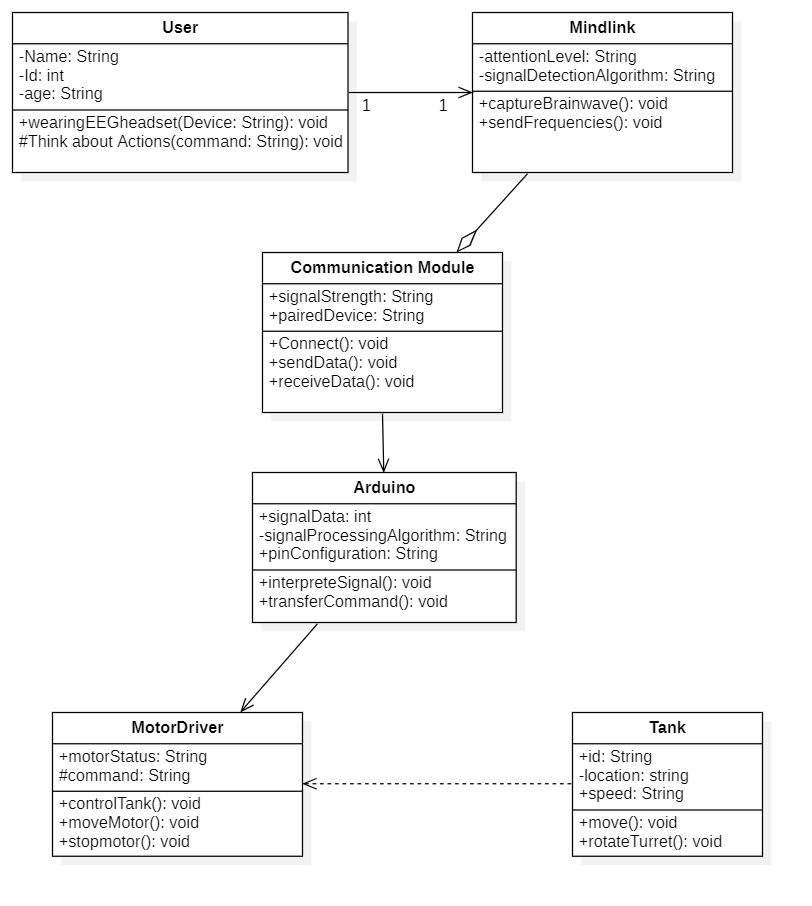 User
-Name: String
-Id: int
-age: String
+wearingEEGheadset(Device: String): void
#Think about Actions(command: String): void
1
1
Mindlink
-attentionLevel: String
-signalDetectionAlgorithm: String
+captureBrainwave(): void
+sendFrequencies(): void
Communication Module
+signalStrength: String
+pairedDevice: String
+Connect(): void
+sendData(): void
+receiveData(): void
Arduino
+signalData: int
-signalProcessingAlgorithm: String
+pinConfiguration: String
+interpreteSignal(): void
+transferCommand(): void
MotorDriver
+motorStatus: String
#command: String
+controlTank(): void
+moveMotor(): void
+stopmotor(): void
Tank
+id: String
-location: string
+speed: String
+move(): void
+rotateTurret(): void